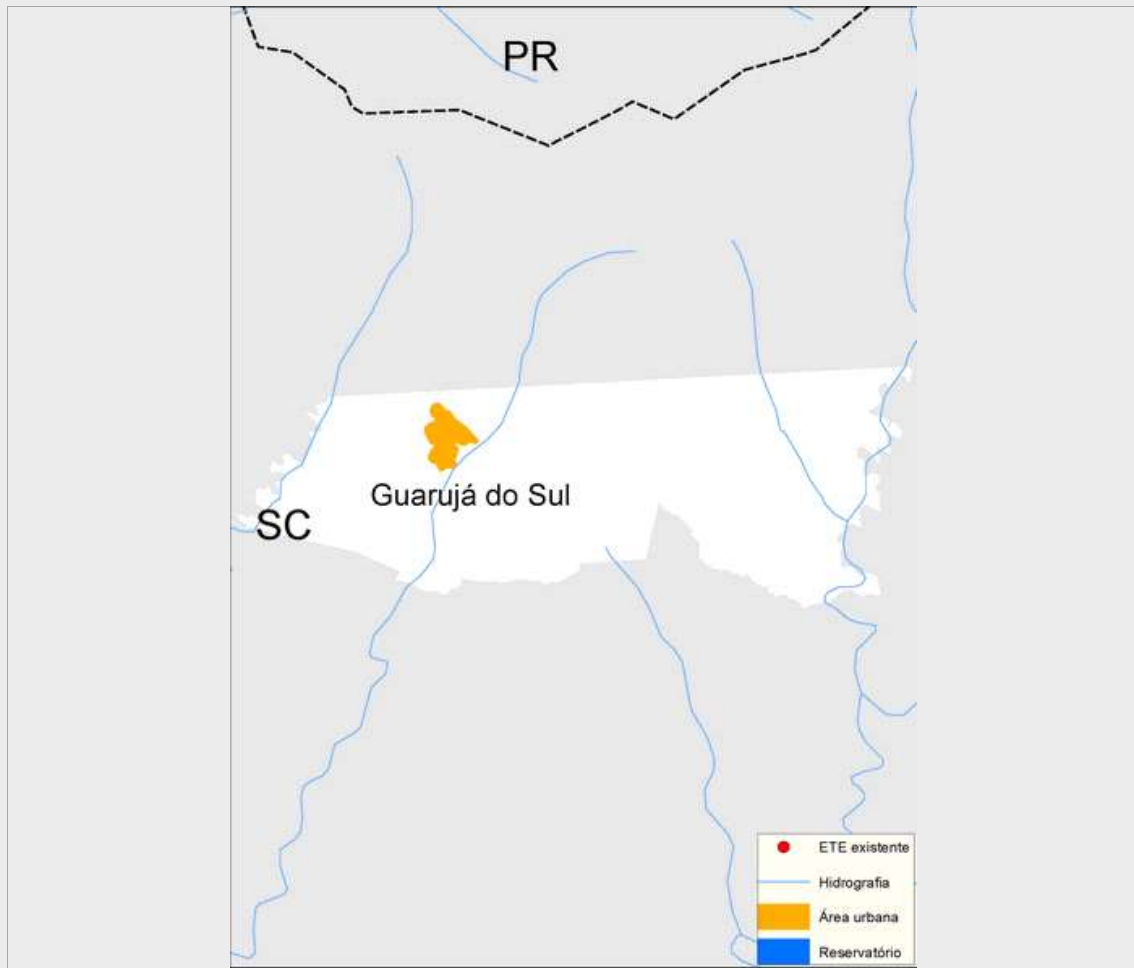 PR
Guarujá do Sul
SC
ETE existente
Hidrografia
Área urbana
Reservatório